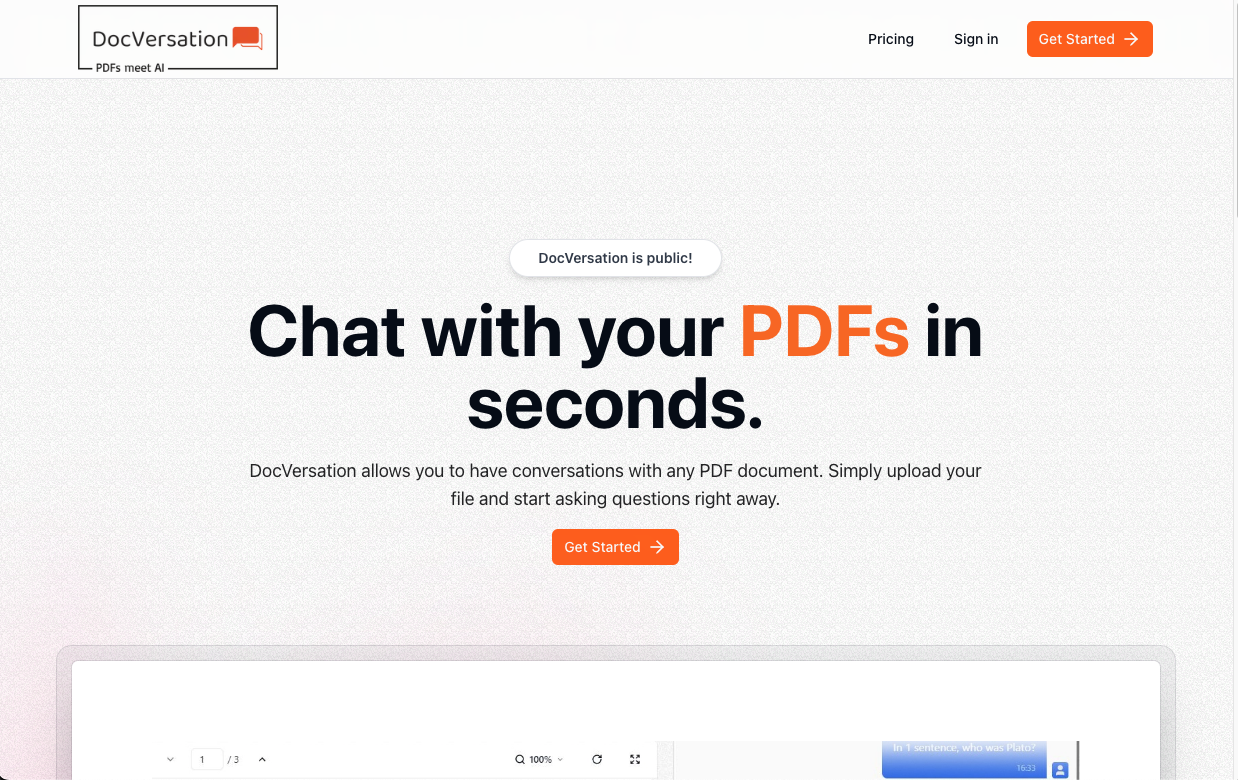 DocVersation
PDFs meet AI
Pricing
Sign in
Get Started
DocVersation is public!
Chat with your PDFs in
seconds.
DocVersation allows you to have conversations with any PDF document. Simply upload your
file and start asking questions right away.
Get Started
1 / 3
100%
In 1 sentence, who was Plato?
16:33